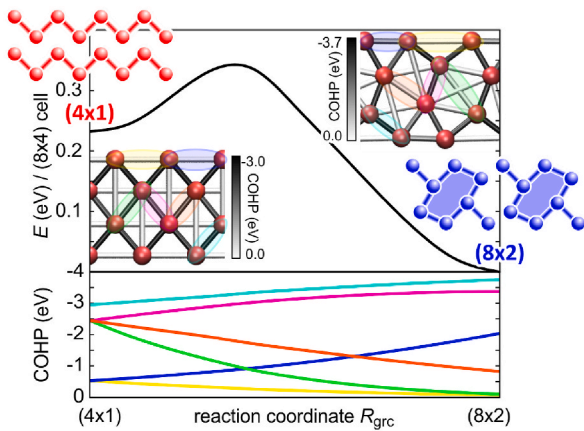 (4x1)
0.3
0.2
0.1
E (eV) / (8x4) cell
-3.7
COHP (eV)
0.0
-3.0
COHP (eV)
0.0
(8x2)
-4
-3
-2
-1
0
COHP (eV)
(4x1)
reaction coordinate Rgrc
(8x2)